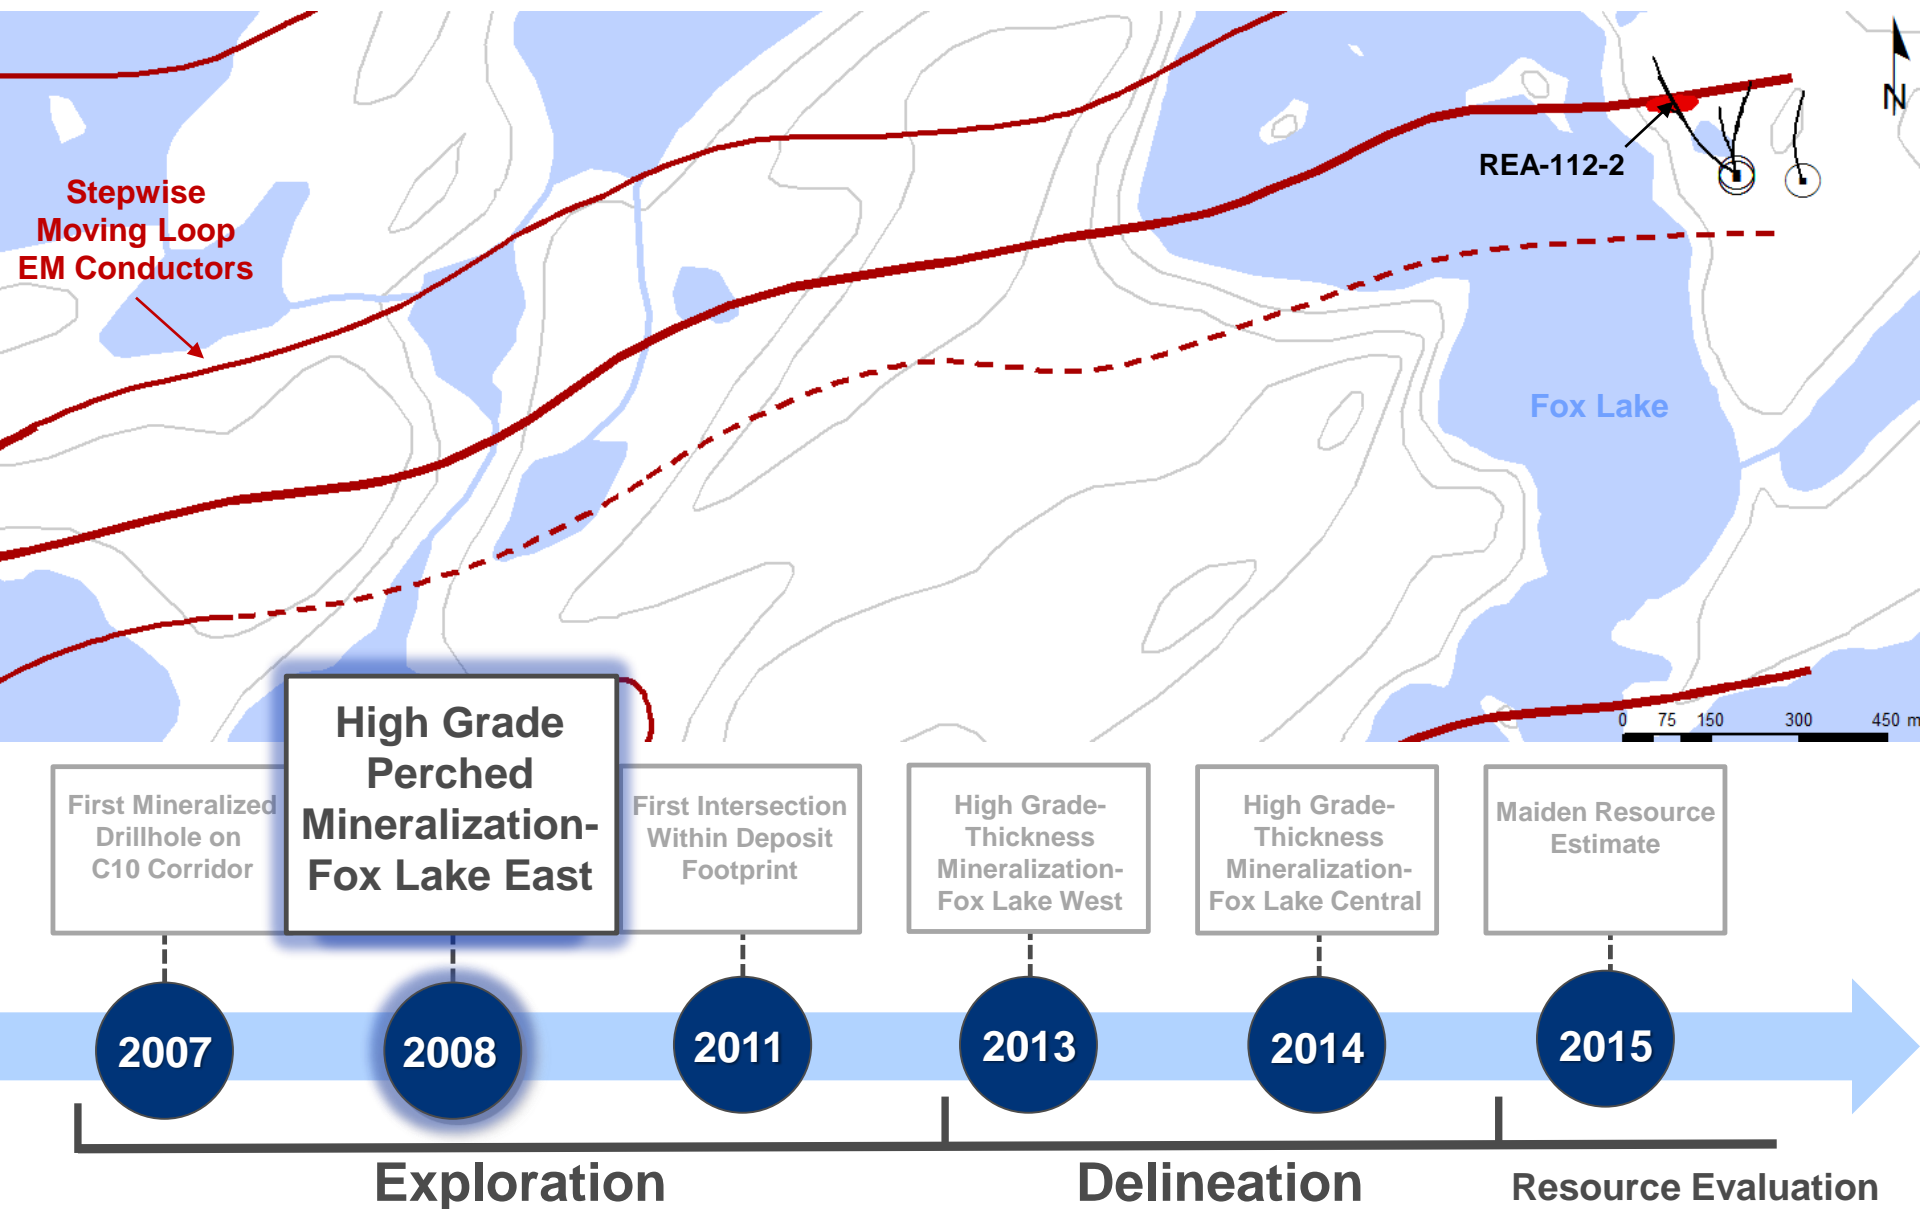 N
REA-112-2
Stepwise
Moving Loop
EM Conductors
Fox Lake
0 75 150 300 450 m
High Grade
Perched
Mineralization-
Fox Lake East
First Mineralized
Drillhole on
C10 Corridor
First Intersection
Within Deposit
Footprint
High Grade-
Thickness
Mineralization-
Fox Lake West
High Grade-
Thickness
Mineralization-
Fox Lake Central
Maiden Resource
Estimate
2007
2008
2011
2013
2014
2015
Exploration
Delineation
Resource Evaluation